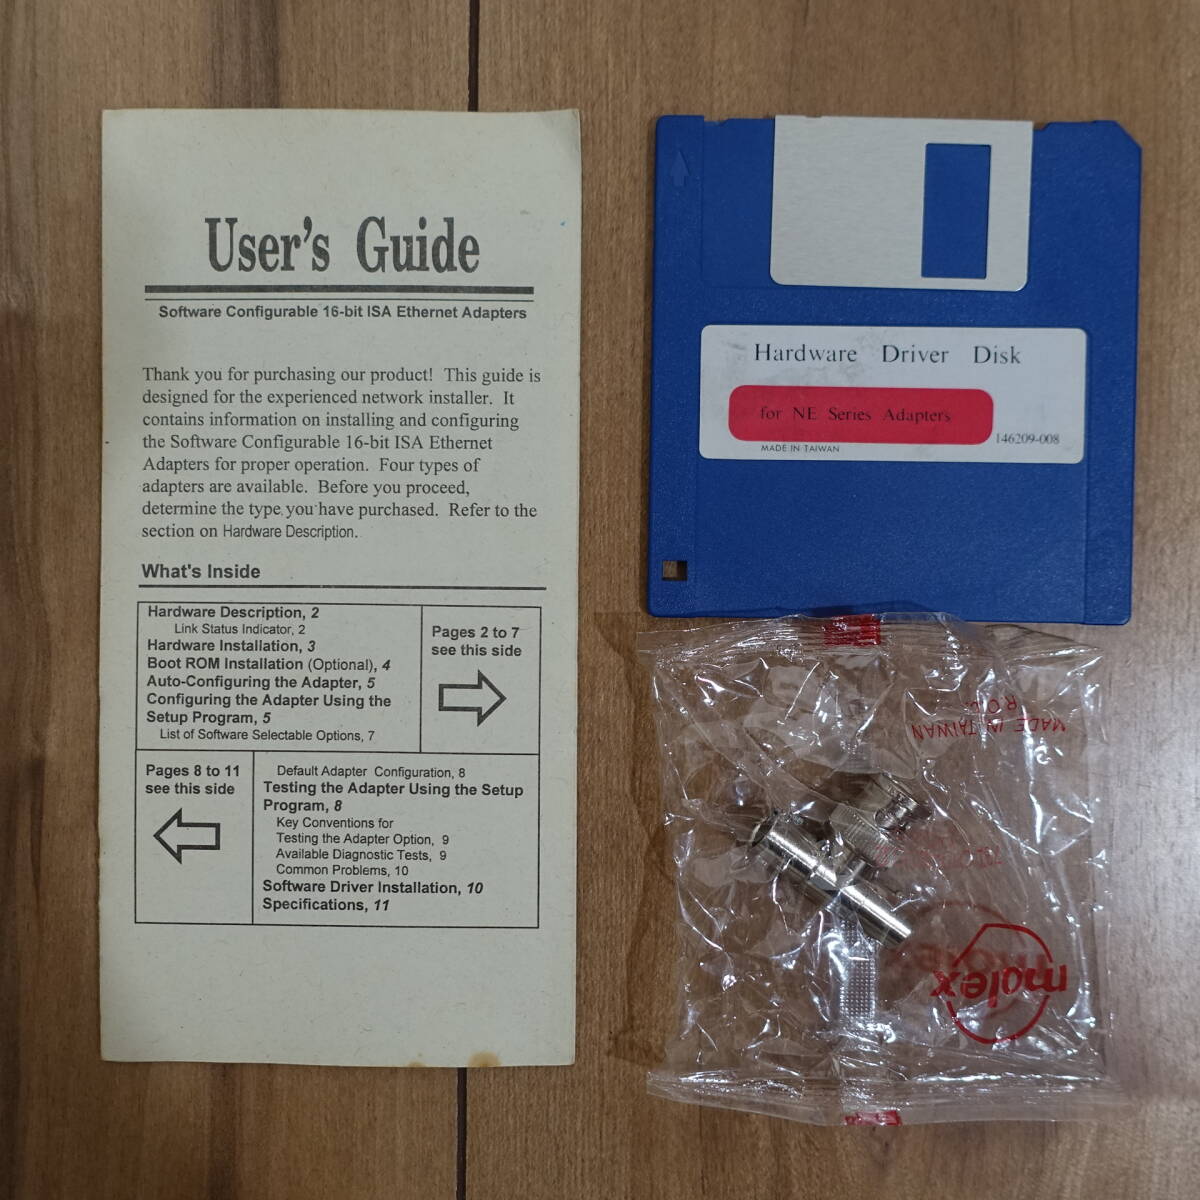 User's Guide
Software Configurable 16-bit ISA Ethernet Adapters
Thank you for purchasing our product! This guide is
designed for the experienced network installer. It
contains information on installing and configuring
the Software Configurable 16-bit ISA Ethernet
Adapters for proper operation. Four types of
adapters are available. Before you proceed,
determine the type you have purchased. Refer to the
section on Hardware Description.
What's Inside
Hardware Description, 2
Link Status Indicator, 2
Hardware Installation, 3
Boot ROM Installation (Optional), 4
Auto-Configuring the Adapter, 5
Configuring the Adapter Using the
Setup Program, 5
List of Software Selectable Options, 7
Pages 2 to 7
see this side
Pages 8 to 11
see this side
Default Adapter Configuration, 8
Testing the Adapter Using the Setup
Program, 8
Key Conventions for
Testing the Adapter Option, 9
Available Diagnostic Tests, 9
Common Problems, 10
Software Driver Installation, 10
Specifications, 11
Hardware Driver Disk
for NE Series Adapters
146209-008
MADE IN TAIWAN
MADE IN TAIWAN
R.O.C.
molex